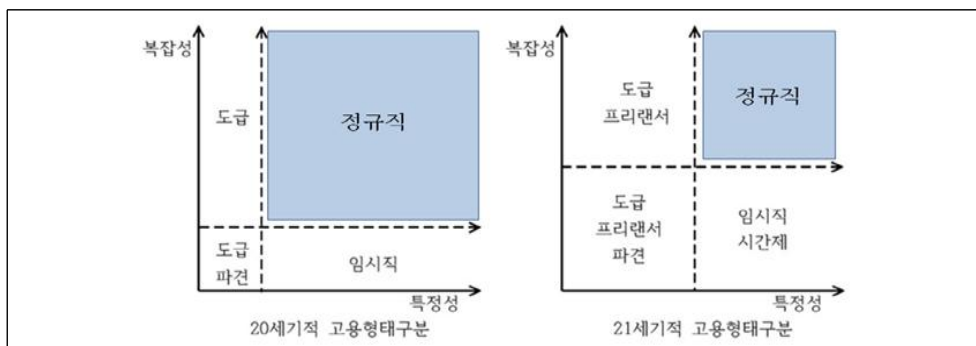 복잡성
도급
정규직
도급
파견
임시직
특정성
20세기적 고용형태구분
복잡성
도급
프리랜서
정규직
도급
프리랜서
파견
임시직
시간제
특정성
21세기적 고용형태구분